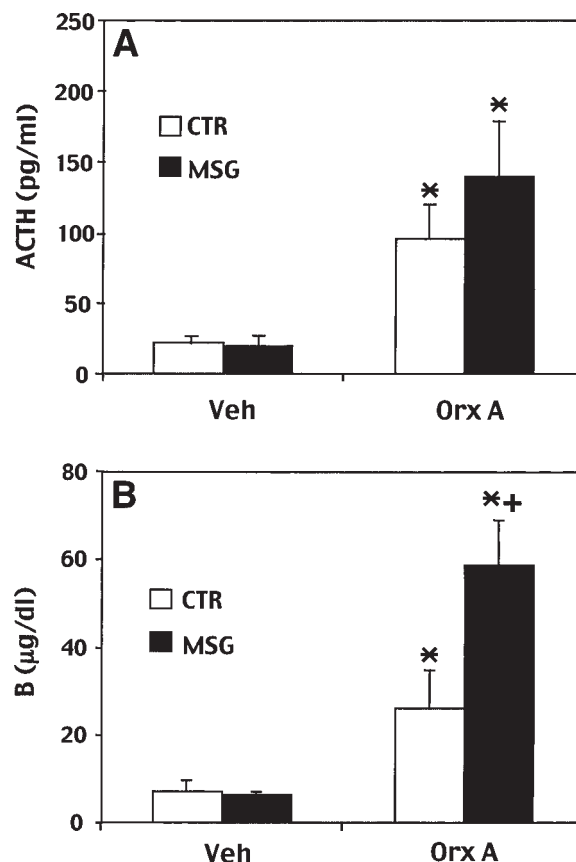 A
ACTH (pg/ml)
250
200
150
100
50
0
CTR
MSG
*
*
Veh
Orx A
B
B (µg/dl)
80
60
40
20
0
CTR
MSG
*
*+
Veh
Orx A